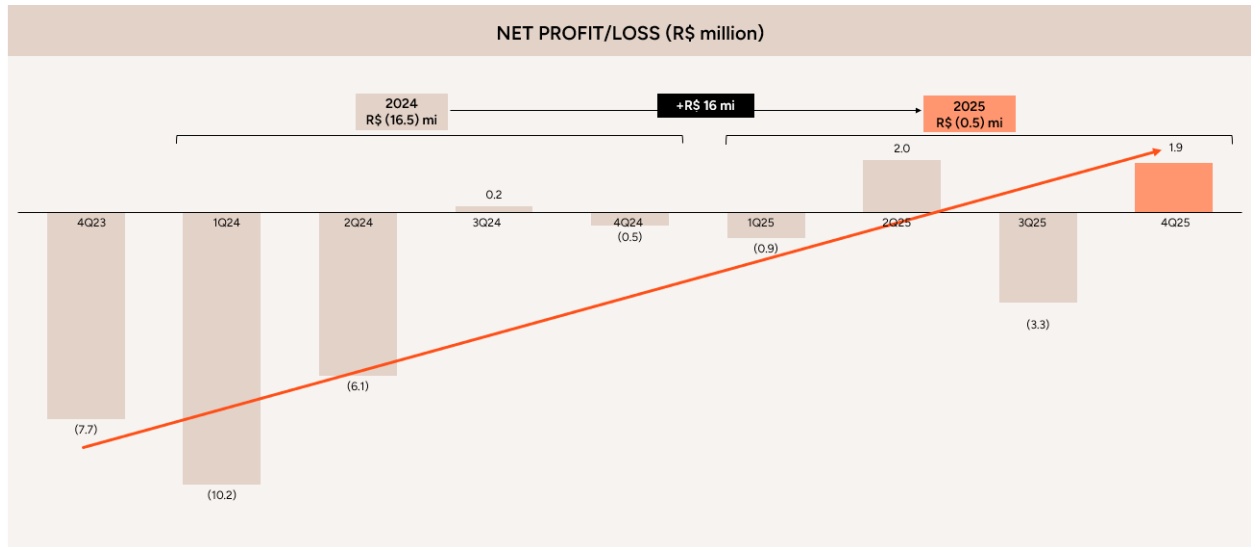 NET PROFIT/LOSS (R$ million)
2024
R$ (16.5) mi
+R$ 16 mi
2025
R$ (0.5) mi
2.0
1.9
0.2
4Q23
1Q24
2Q24
3Q24
4Q24
1Q25
2Q25
3Q25
4Q25
(0.5)
(0.9)
(3.3)
(6.1)
(7.7)
(10.2)